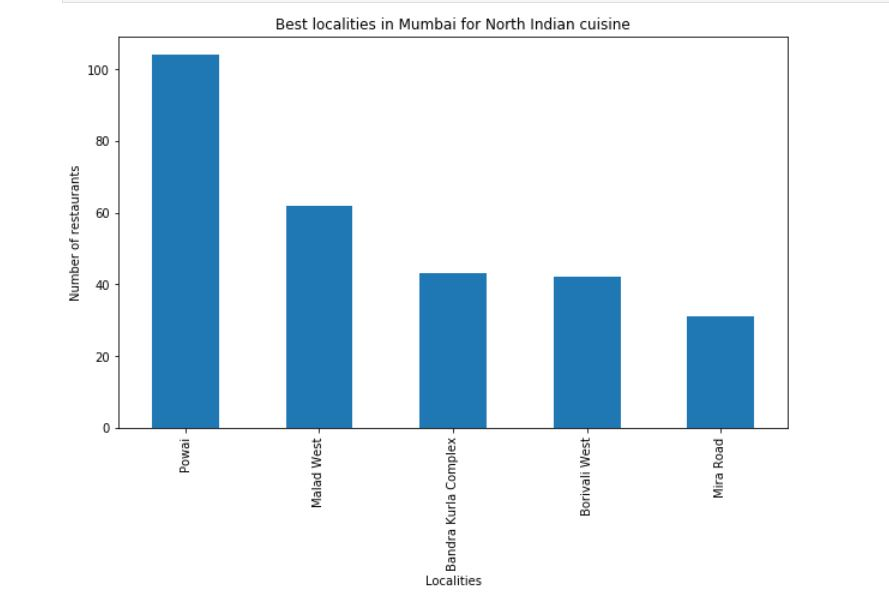 Best localities in Mumbai for North Indian cuisine
Number of restaurants
100
80
60
40
20
0
Powai
Malad West
Bandra Kurla Complex
Borivali West
Mira Road
Localities